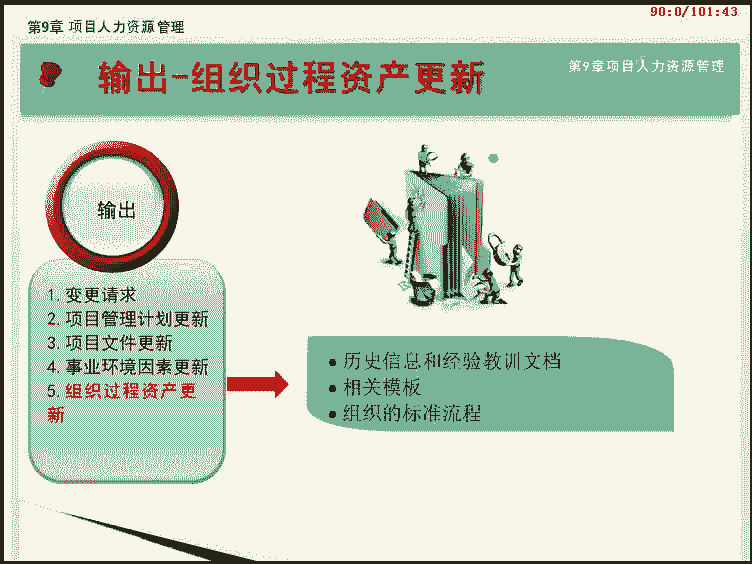 90:0/101:43
第9章 项目人力资源管理
输出-组织过程资产更新
第9章项目人力资源管理
输出
1. 变更请求
2. 项目管理计划更新
3. 项目文件更新
4. 事业环境因素更新
5. 组织过程资产更
新
● 历史信息和经验教训文档
● 相关模板
● 组织的标准流程